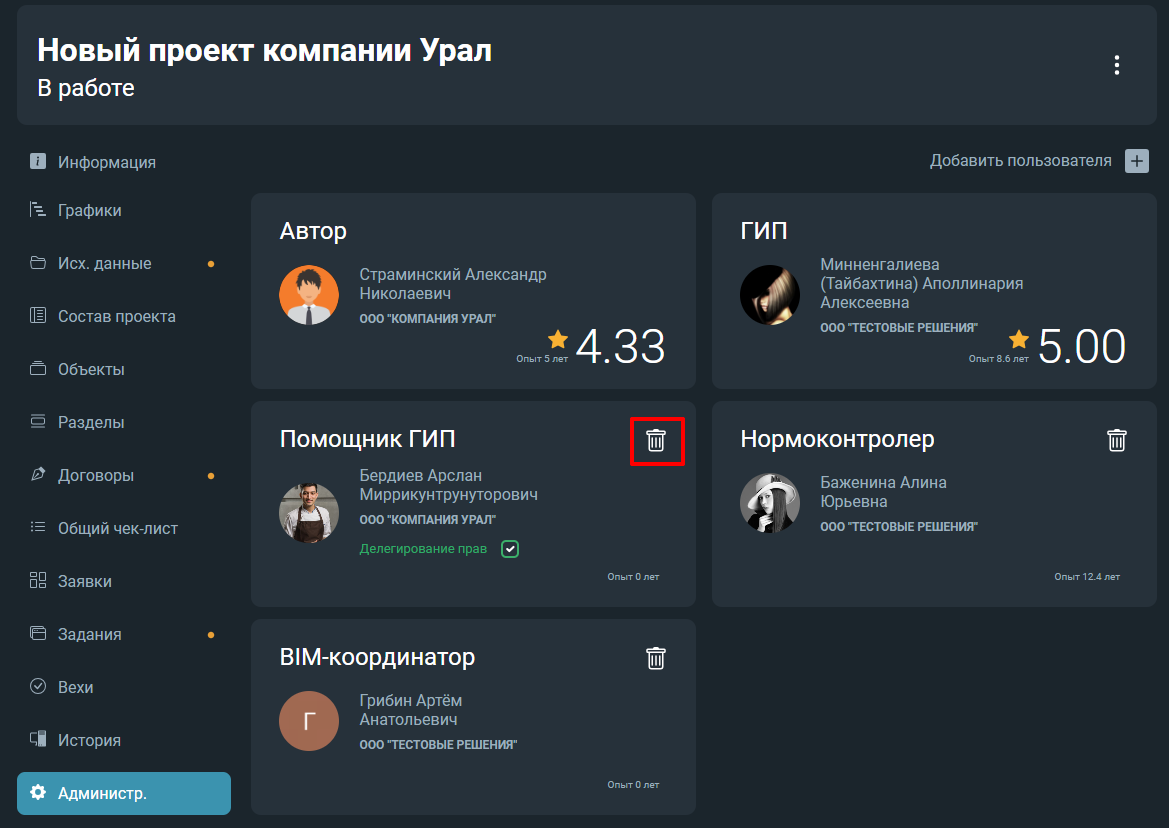 Новый проект компании Урал
В работе
Информация
Графики
Исх. данные
Состав проекта
Объекты
Разделы
Договоры
Общий чек-лист
Заявки
Задания
Вехи
История
Администр.
Добавить пользователя
Автор
Страминский Александр
Николаевич
ООО "КОМПАНИЯ УРАЛ"
Опыт 5 лет
4.33
ГИП
Минненгалиева
(Тайбахтина) Аполлинария
Алексеевна
ООО "ТЕСТОВЫЕ РЕШЕНИЯ"
Опыт 8.6 лет
5.00
Помощник ГИП
Бердиев Арслан
Миррикунтрунуторович
ООО "КОМПАНИЯ УРАЛ"
Делегирование прав
Опыт 0 лет
Нормоконтролер
Баженина Алина
Юрьевна
ООО "ТЕСТОВЫЕ РЕШЕНИЯ"
Опыт 12.4 лет
BIM-координатор
Г
Грибин Артём
Анатольевич
ООО "ТЕСТОВЫЕ РЕШЕНИЯ"
Опыт 0 лет